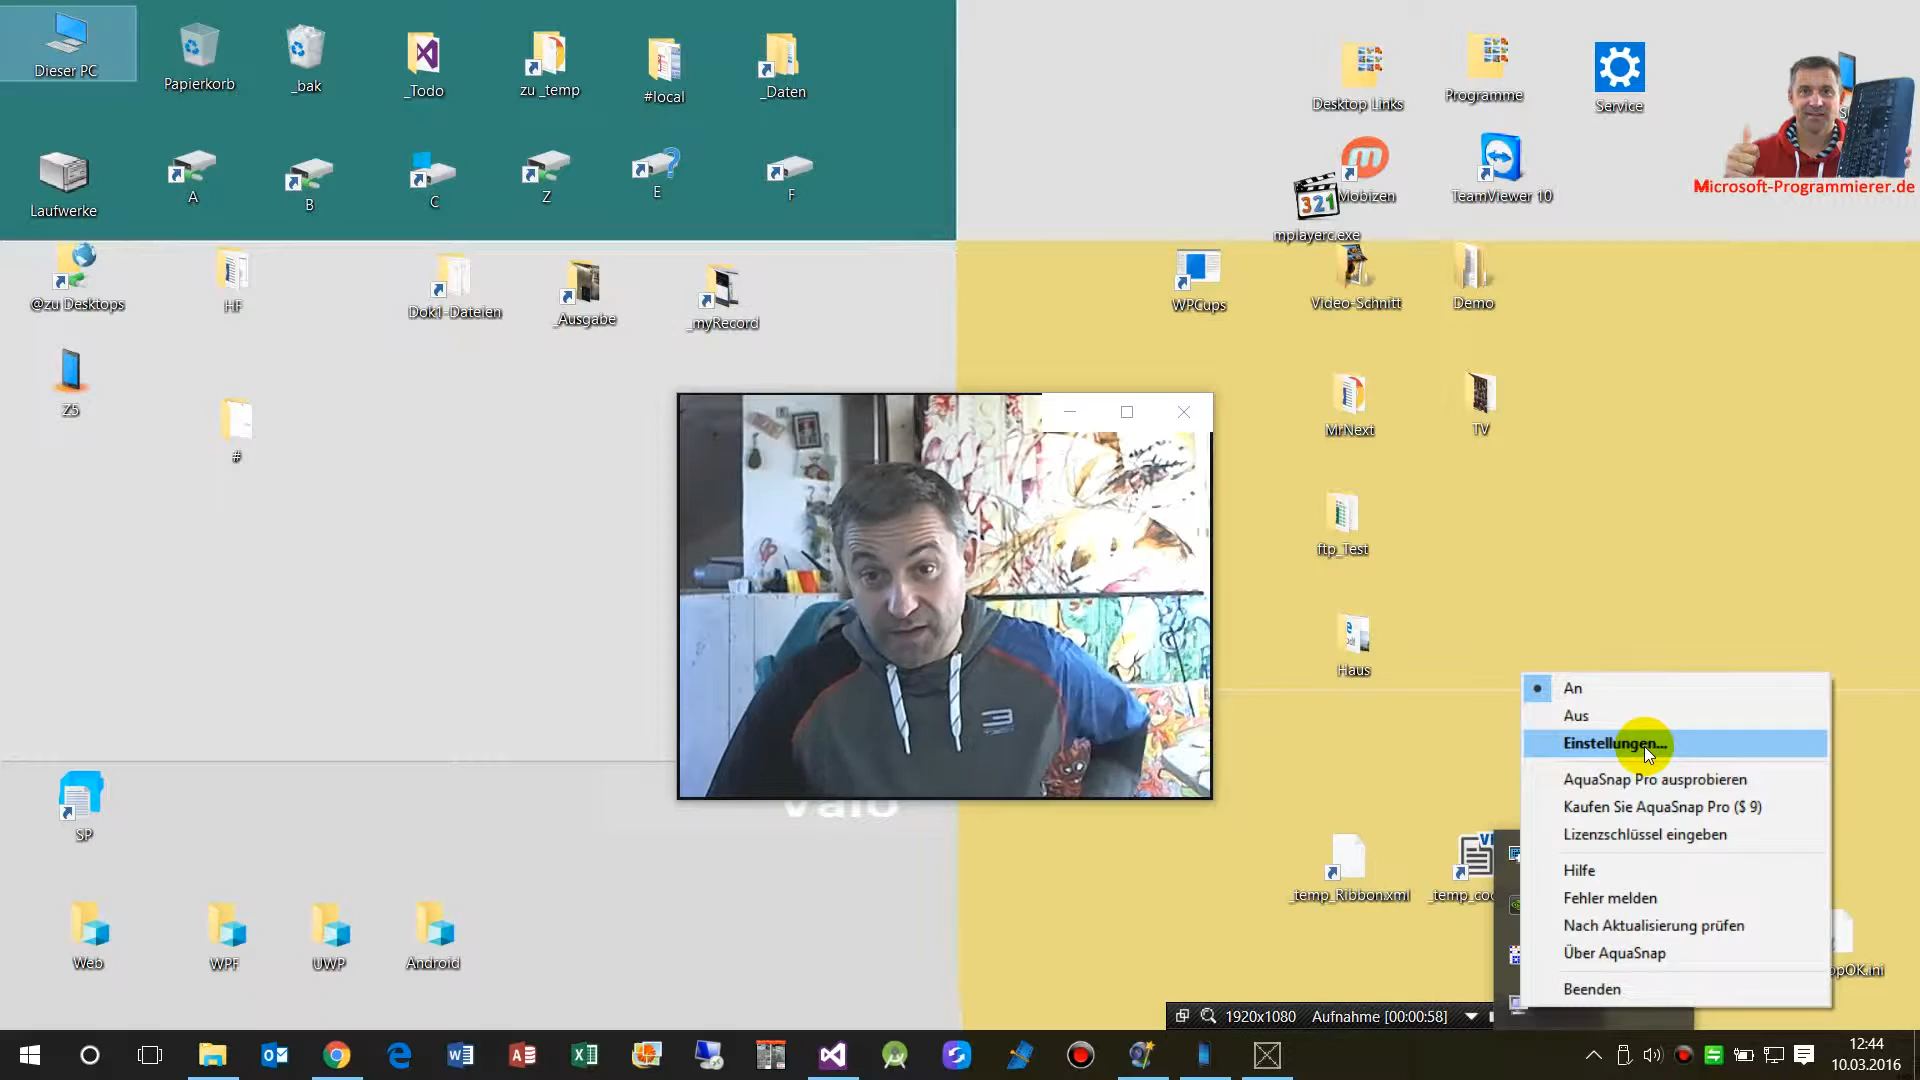 Dieser PC
Papierkorb
_bak
_Todo
zu _temp
#local
_Daten
Desktop Links
Programme
Service
Microsoft-Programmierer.de
Laufwerke
A
B
C
Z
E
F
Mobizen
TeamViewer 10
321
mplayerc.exe
@zu Desktops
HF
Dok1-Dateien
_Ausgabe
_myRecord
WPCups
Video-Schnitt
Demo
Z5
#
MrNext
TV
ftp_Test
Haus
An
Aus
Einstellungen...
AquaSnap Pro ausprobieren
Kaufen Sie AquaSnap Pro ($ 9)
Lizenzschlüssel eingeben
Hilfe
Fehler melden
Nach Aktualisierung prüfen
Über AquaSnap
Beenden
SP
_temp_Ribbon.xml
Web
WPF
UWP
Android
1920x1080
Aufnahme [00:00:58]
12:44
10.03.2016